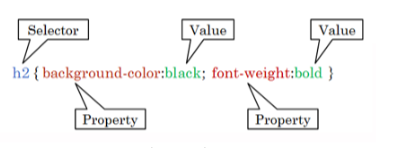 Selector Value Value
h2 { background-color:black; font-weight:bold }
Property Property